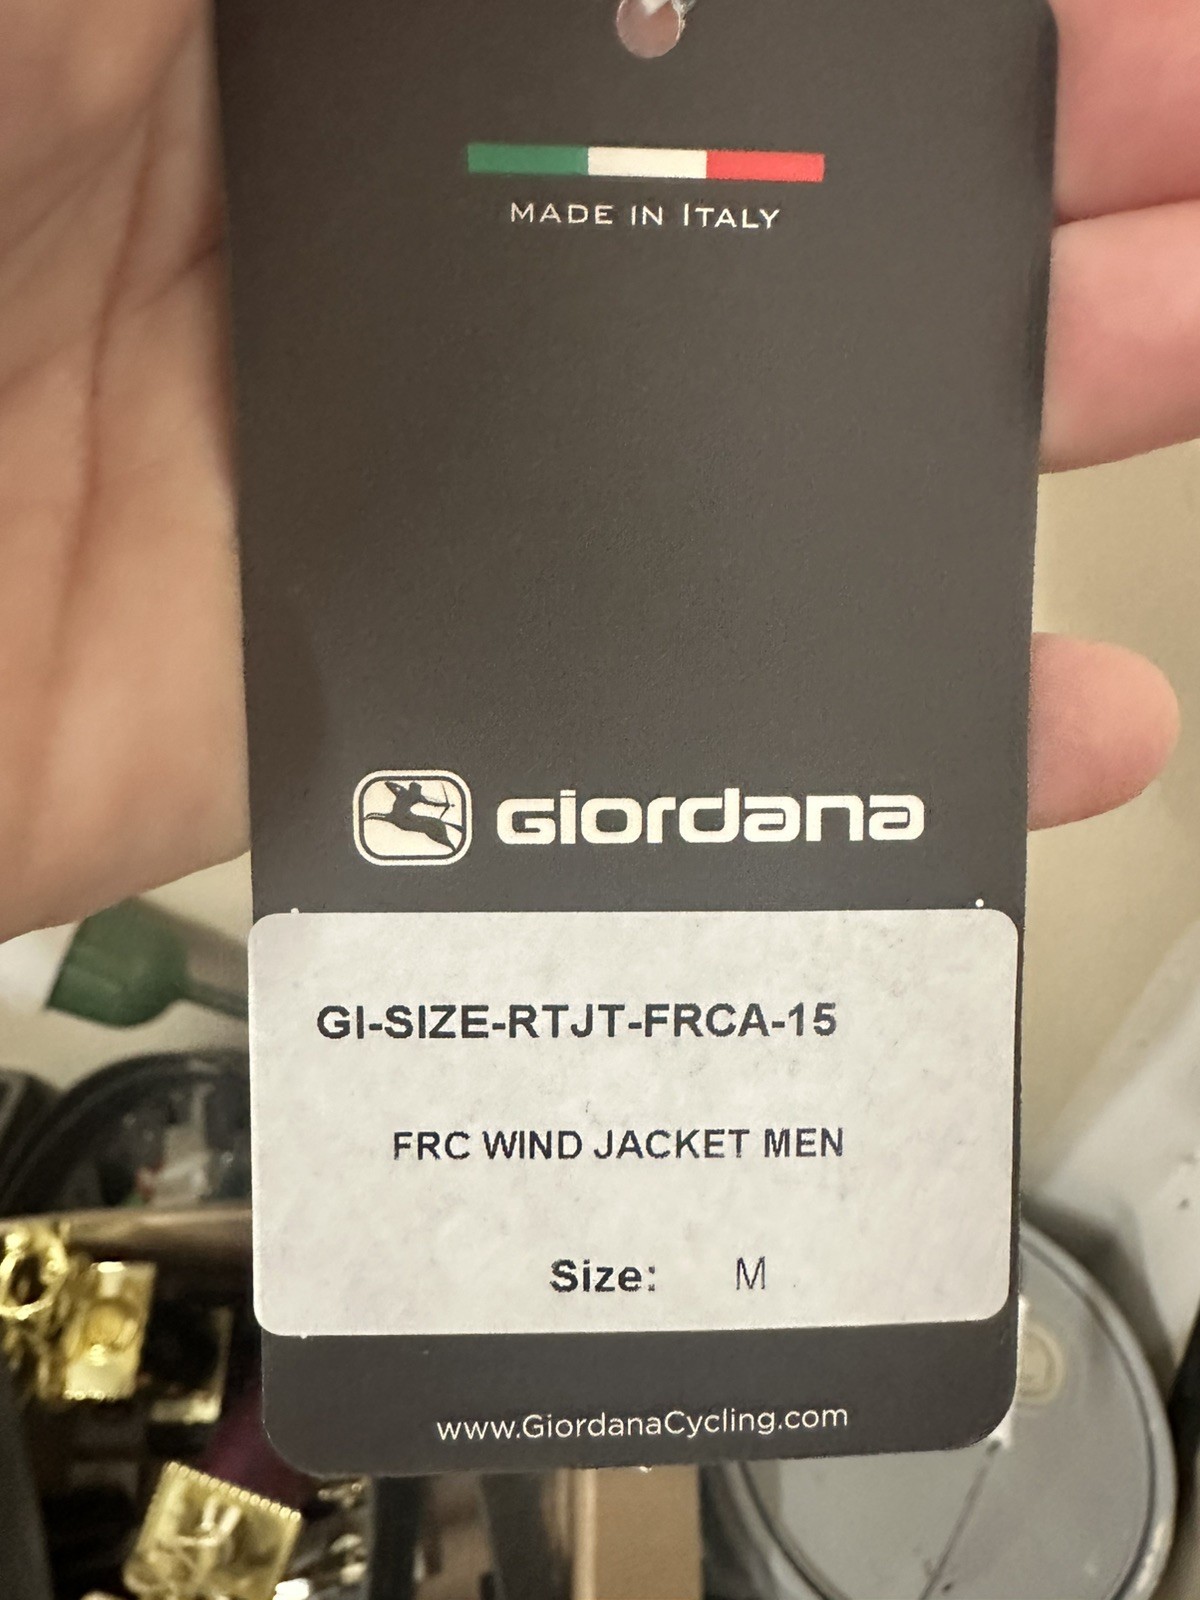 MADE IN ITALY
GIORDANA
GI-SIZE-RTJT-FRCA-15
FRC WIND JACKET MEN
Size: M
www.GiordanaCycling.com